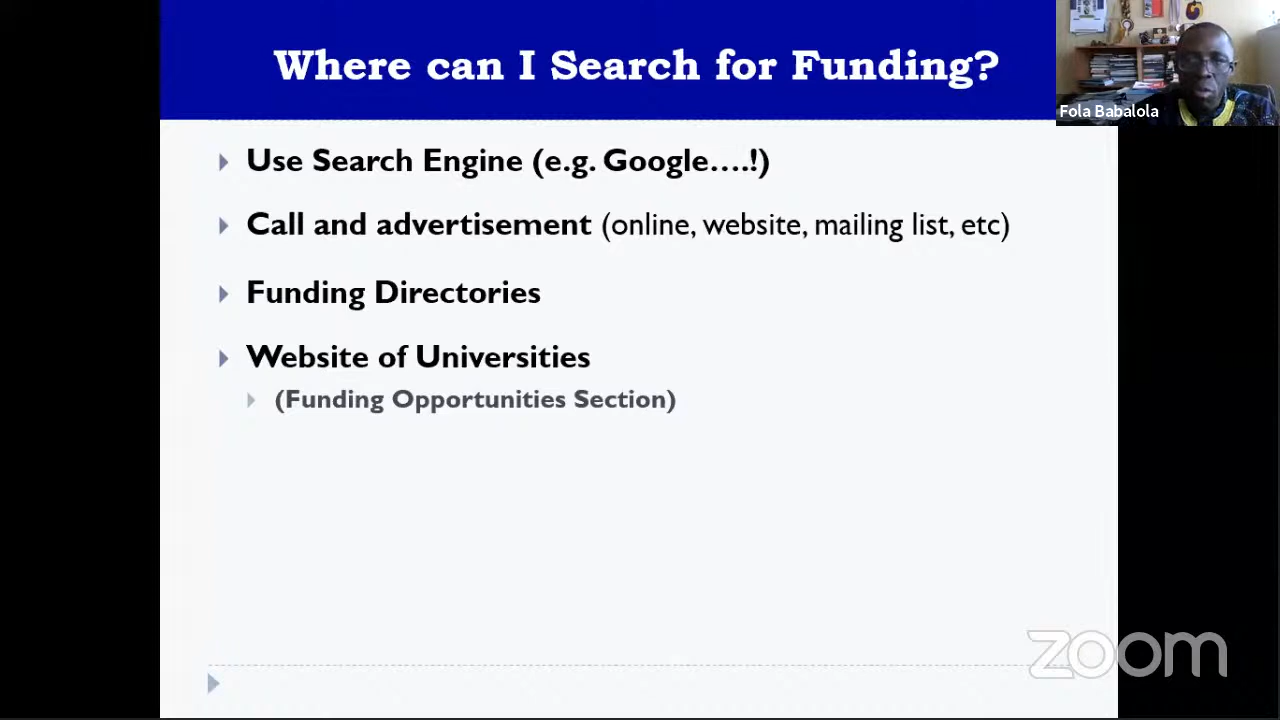 Where can I Search for Funding?
Fola Babalola
Use Search Engine (e.g. Google….!)
Call and advertisement (online, website, mailing list, etc)
Funding Directories
Website of Universities
(Funding Opportunities Section)
zoom